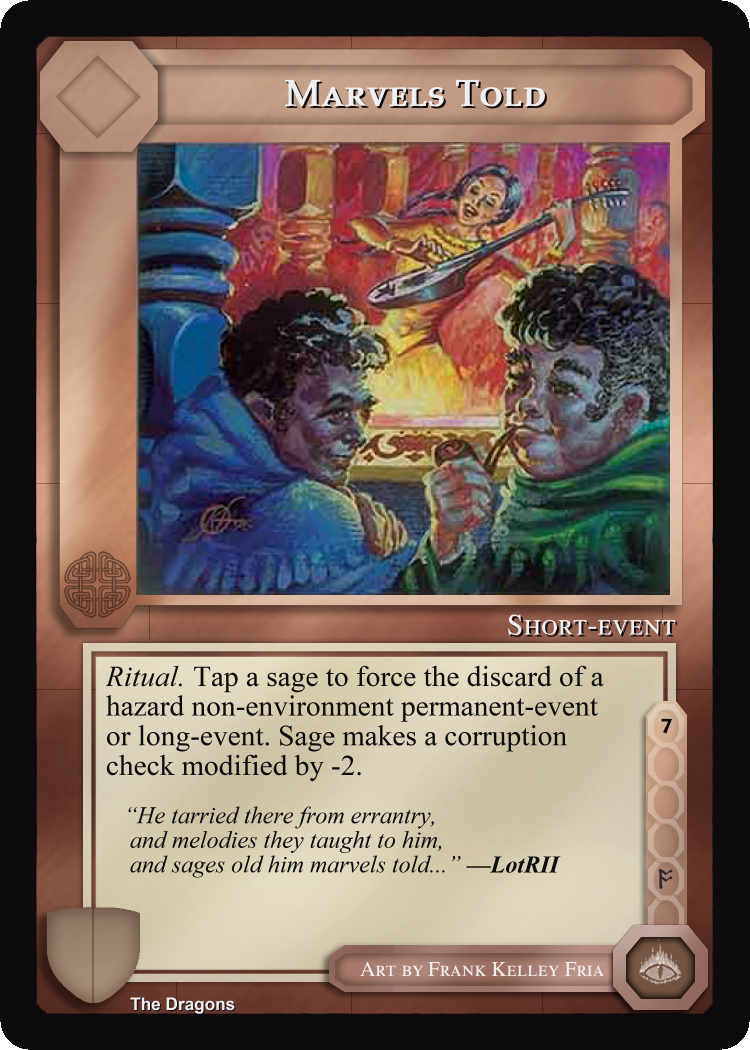 Marvels Told
Short-event
Ritual. Tap a sage to force the discard of a
hazard non-environment permanent-event
or long-event. Sage makes a corruption
check modified by -2.
7
“He tarried there from errantry,
and melodies they taught to him,
and sages old him marvels told...” —LotRII
Art by Frank Kelley Fria
The Dragons